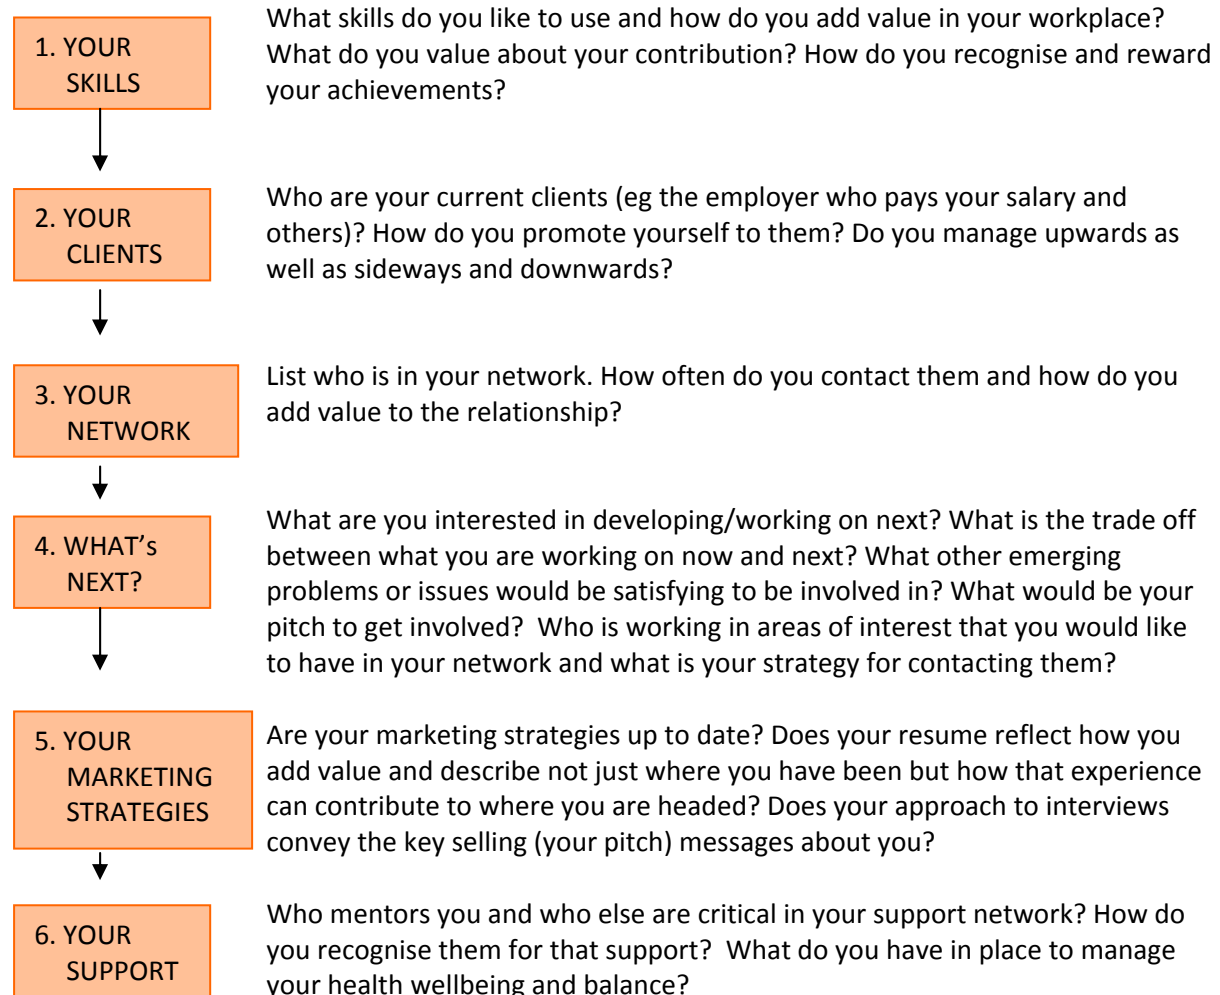 1. YOUR
SKILLS
What skills do you like to use and how do you add value in your workplace?
What do you value about your contribution? How do you recognise and reward
your achievements?
2. YOUR
CLIENTS
Who are your current clients (eg the employer who pays your salary and
others)? How do you promote yourself to them? Do you manage upwards as
well as sideways and downwards?
3. YOUR
NETWORK
List who is in your network. How often do you contact them and how do you
add value to the relationship?
4. WHAT's
NEXT?
What are you interested in developing/working on next? What is the trade off
between what you are working on now and next? What other emerging
problems or issues would be satisfying to be involved in? What would be your
pitch to get involved?  Who is working in areas of interest that you would like
to have in your network and what is your strategy for contacting them?
5. YOUR
MARKETING
STRATEGIES
Are your marketing strategies up to date? Does your resume reflect how you
add value and describe not just where you have been but how that experience
can contribute to where you are headed? Does your approach to interviews
convey the key selling (your pitch) messages about you?
6. YOUR
SUPPORT
Who mentors you and who else are critical in your support network? How do
you recognise them for that support?  What do you have in place to manage
your health wellbeing and balance?